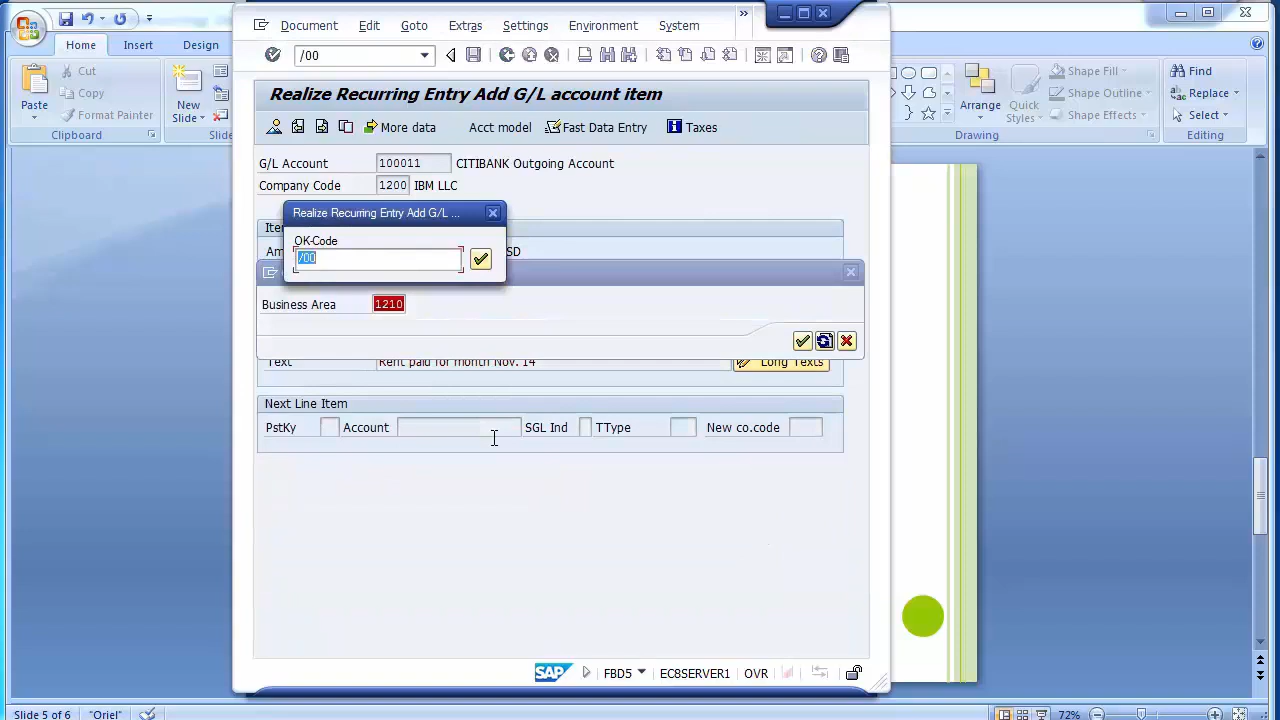 Document Edit Goto Extras Settings Environment System »
/00
Home Insert Design
Cut
Copy
Format Painter
Paste
Clipboard
New
Slide
Slide
Arrange
Quick
Styles
Shape Fill
Shape Outline
Shape Effects
Drawing
Find
Replace
Select
Editing
Realize Recurring Entry Add G/L account item
More data Acct model Fast Data Entry Taxes
G/L Account 100011 CITIBANK Outgoing Account
Company Code 1200 IBM LLC
Realize Recurring Entry Add G/L ...
OK-Code
/00
SD
Business Area 1210
Text Rent paid for month Nov. 14 Long Texts
Next Line Item
PstKy Account SGL Ind TType New co.code
SAP FBD5 EC8SERVER1 OVR
Slide 5 of 6 "Oriel" 72%